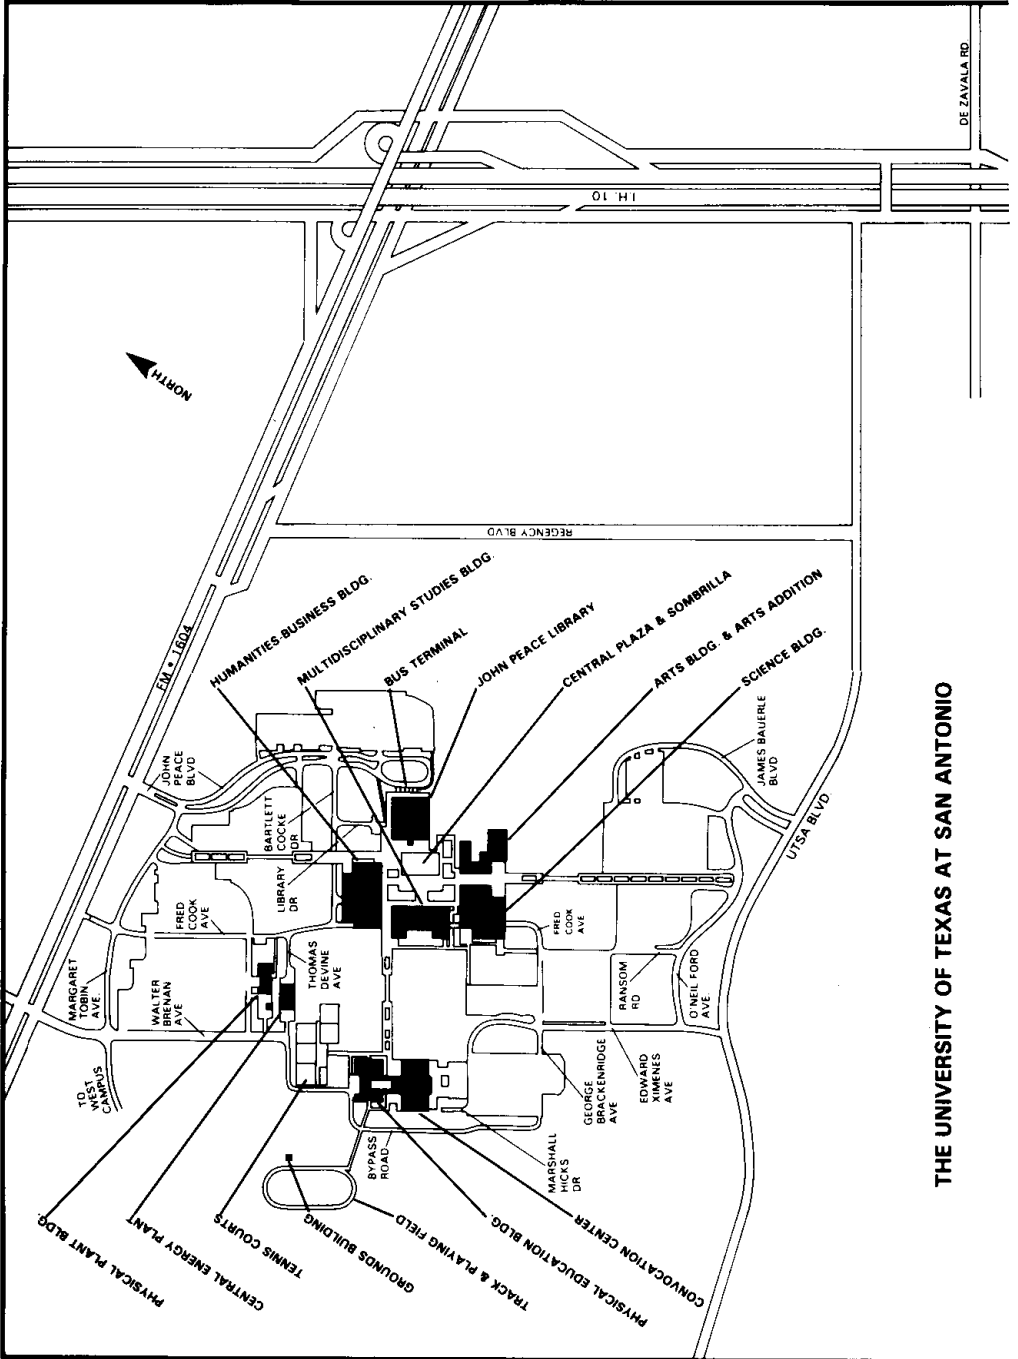 DE ZAVALA RD.
I.H. 10
NORTH
REGENCY BLVD
FM • 1604
HUMANITIES-BUSINESS BLDG.
MULTIDISCIPLINARY STUDIES BLDG.
BUS TERMINAL
JOHN PEACE LIBRARY
CENTRAL PLAZA & SOMBRILLA
ARTS BLDG. & ARTS ADDITION
SCIENCE BLDG.
JOHN
PEACE
BLVD
BARTLETT
COCKE
DR
LIBRARY
DR
JAMES BAUERLE
BLVD
UTSA BLVD.
FRED
COOK
AVE
FRED
COOK
AVE
THOMAS
DEVINE
AVE
MARGARET
TOBIN
AVE.
WALTER
BRENAN
AVE
RANSOM
RD
O'NEIL FORD
AVE.
TO
WEST
CAMPUS
GEORGE
BRACKENRIDGE
AVE
EDWARD
XIMENES
AVE
BYPASS
ROAD
MARSHALL
HICKS
DR
PHYSICAL PLANT BLDG.
CENTRAL ENERGY PLANT
TENNIS COURTS
GROUNDS BUILDING
TRACK & PLAYING FIELD
PHYSICAL EDUCATION BLDG.
CONVOCATION CENTER
THE UNIVERSITY OF TEXAS AT SAN ANTONIO